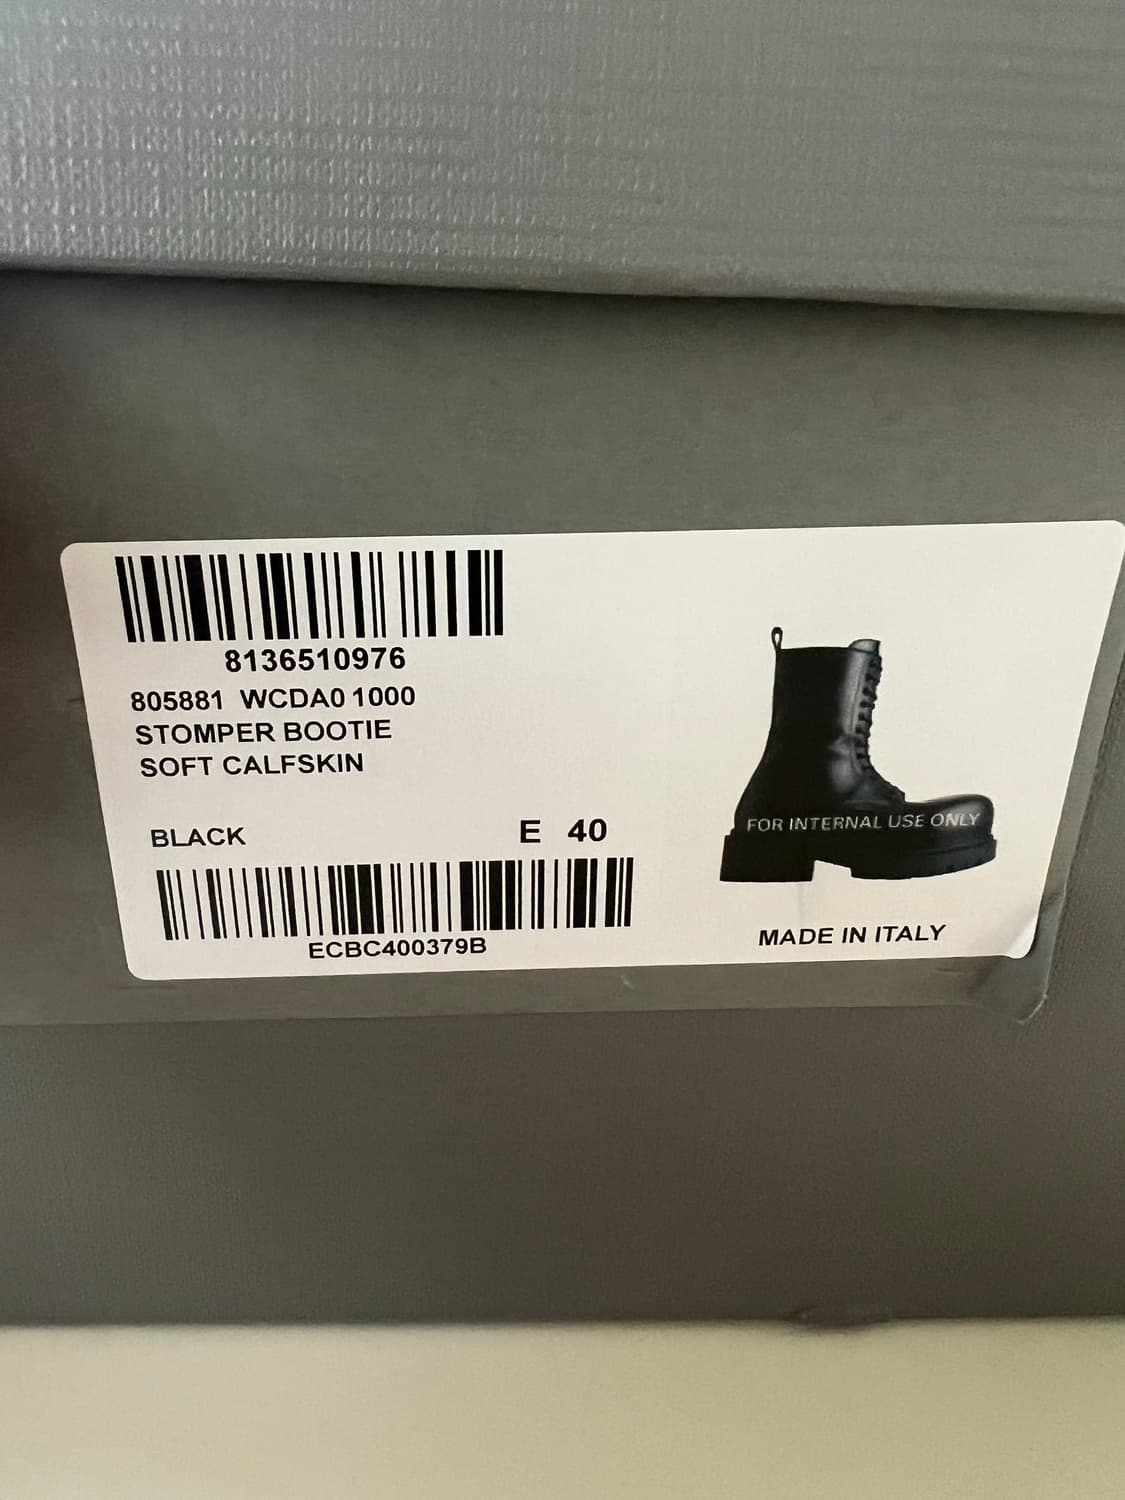 8136510976
805881 WCDA0 1000
STOMPER BOOTIE
SOFT CALFSKIN
BLACK
E 40
ECBC400379B
FOR INTERNAL USE ONLY
MADE IN ITALY